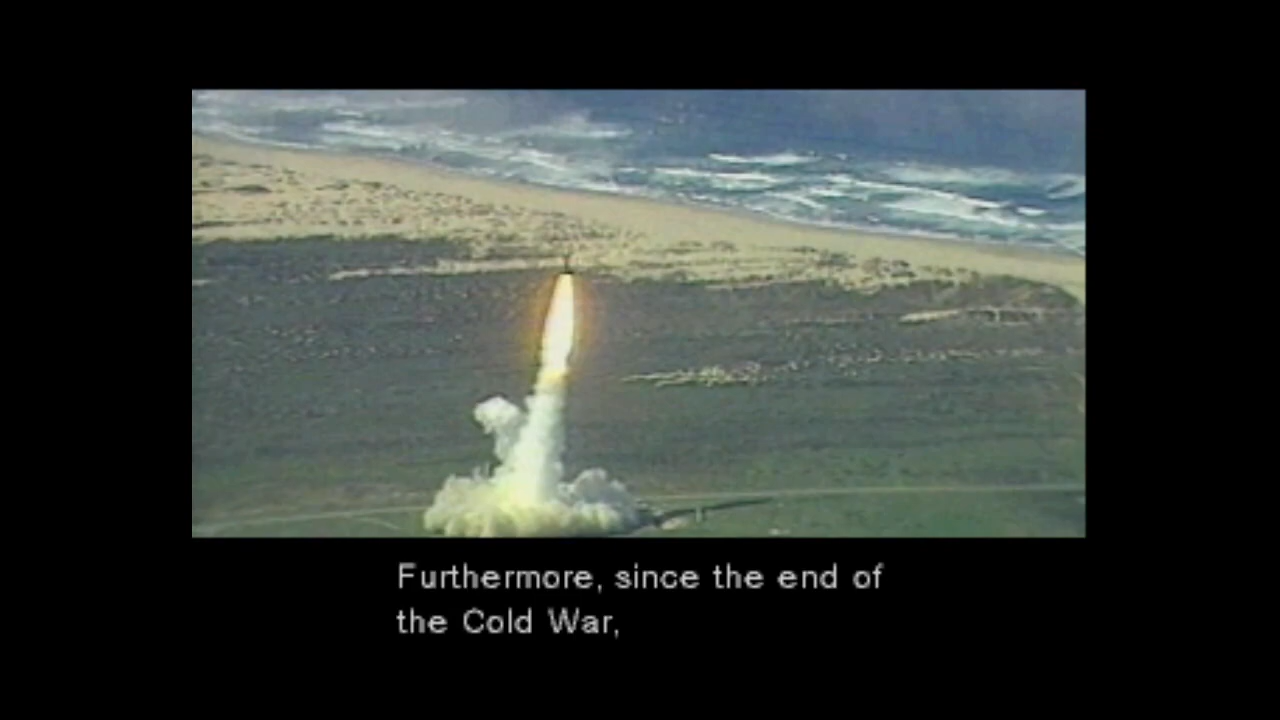 Furthermore, since the end of
the Cold War,